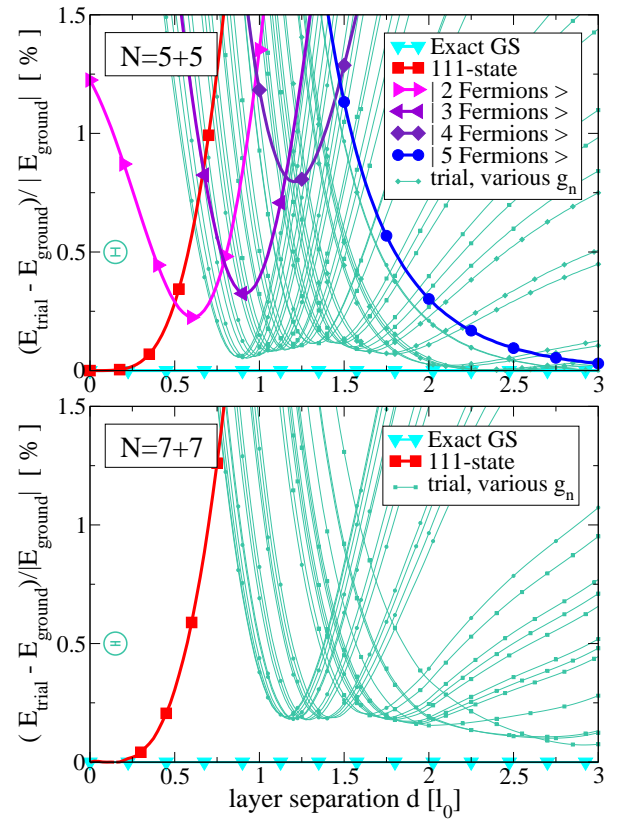 1.5
1
0.5
0
(E_trial - E_ground)/ | E_ground| [ % ]
N=5+5
Exact GS
111-state
| 2 Fermions >
| 3 Fermions >
| 4 Fermions >
| 5 Fermions >
trial, various g_n
0 0.5 1 1.5 2 2.5 3
1.5
1
0.5
0
( E_trial - E_ground)/|E_ground| [ % ]
N=7+7
Exact GS
111-state
trial, various g_n
0 0.5 1 1.5 2 2.5 3
layer separation d [l_0]